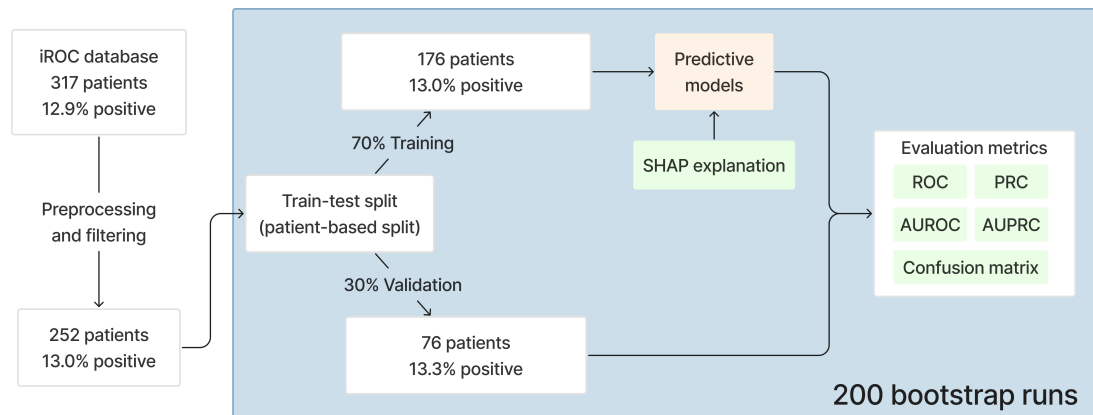 iROC database
317 patients
12.9% positive
Preprocessing
and filtering
252 patients
13.0% positive
Train-test split
(patient-based split)
70% Training
176 patients
13.0% positive
30% Validation
76 patients
13.3% positive
Predictive
models
SHAP explanation
Evaluation metrics
ROC
PRC
AUROC
AUPRC
Confusion matrix
200 bootstrap runs